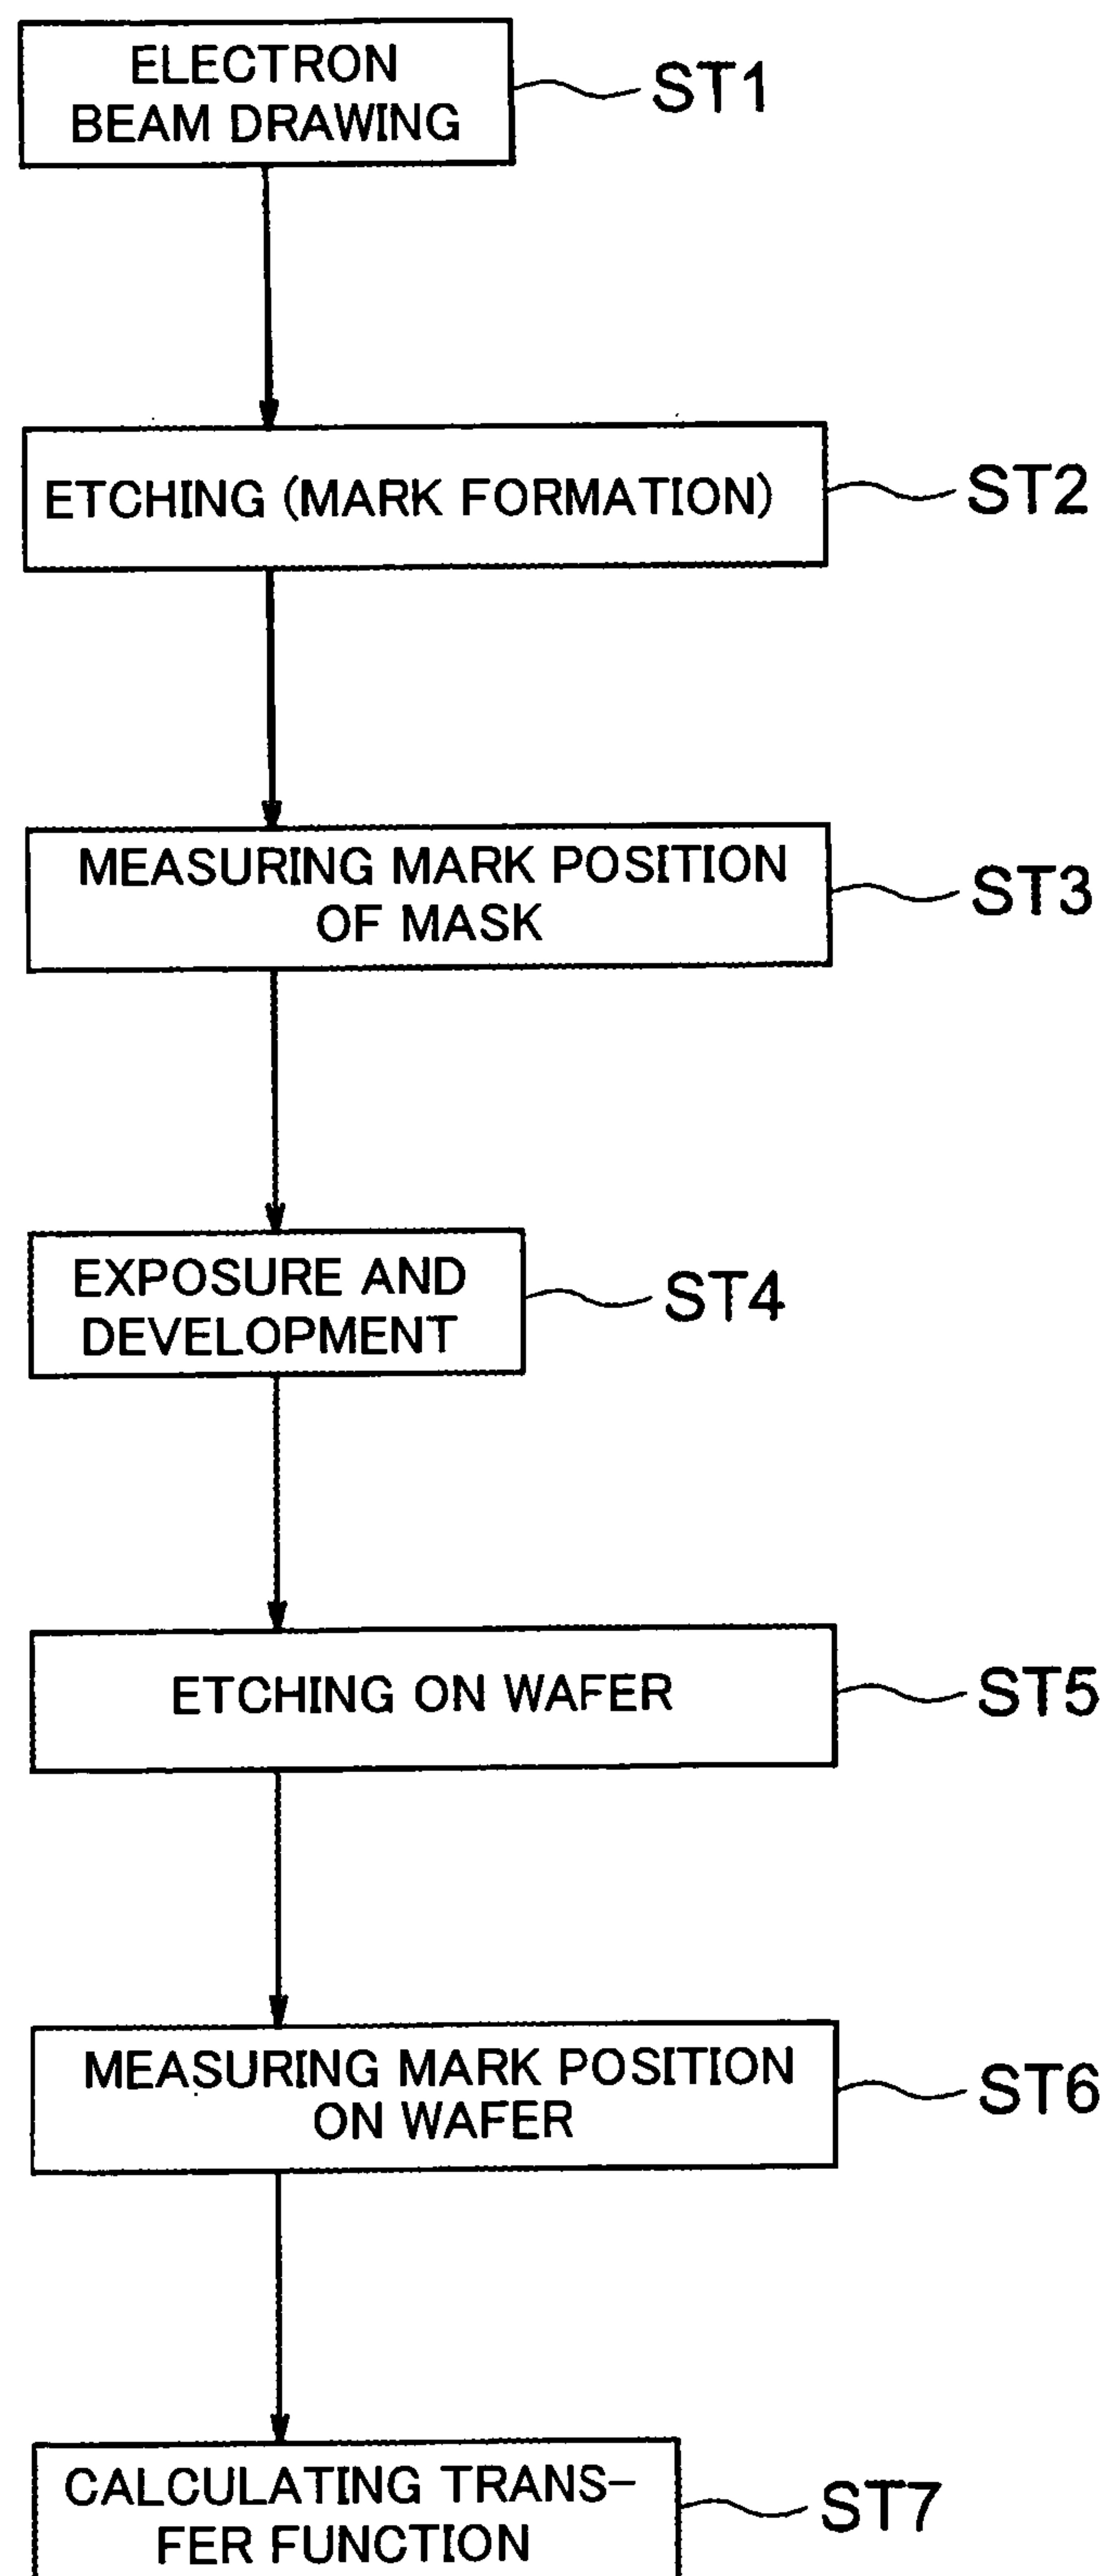 ELECTRON
BEAM DRAWING
ST1
ETCHING (MARK FORMATION)
ST2
MEASURING MARK POSITION
OF MASK
ST3
EXPOSURE AND
DEVELOPMENT
ST4
ETCHING ON WAFER
ST5
MEASURING MARK POSITION
ON WAFER
ST6
CALCULATING TRANS-
FER FUNCTION
ST7